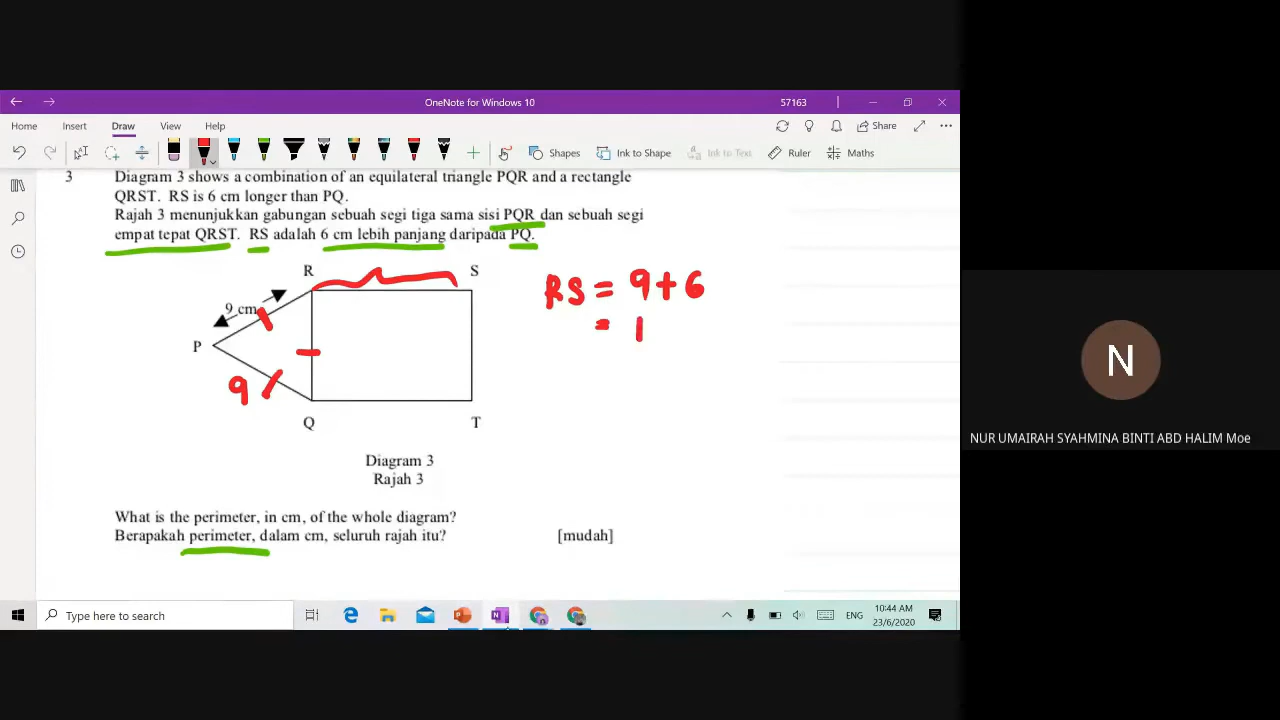 OneNote for Windows 10
57163
Home Insert Draw View Help
Share
Shapes Ink to Shape Ink to Text Ruler Maths
3 Diagram 3 shows a combination of an equilateral triangle PQR and a rectangle
QRST. RS is 6 cm longer than PQ.
Rajah 3 menunjukkan gabungan sebuah segi tiga sama sisi PQR dan sebuah segi
empat tepat QRST. RS adalah 6 cm lebih panjang daripada PQ.
R S
RS = 9+6
9 cm
= 1
P
9
Q T
Diagram 3
Rajah 3
What is the perimeter, in cm, of the whole diagram?
Berapakah perimeter, dalam cm, seluruh rajah itu? [mudah]
N
NUR UMAIRAH SYAHMINA BINTI ABD HALIM Moe
Type here to search
ENG
10:44 AM
23/6/2020